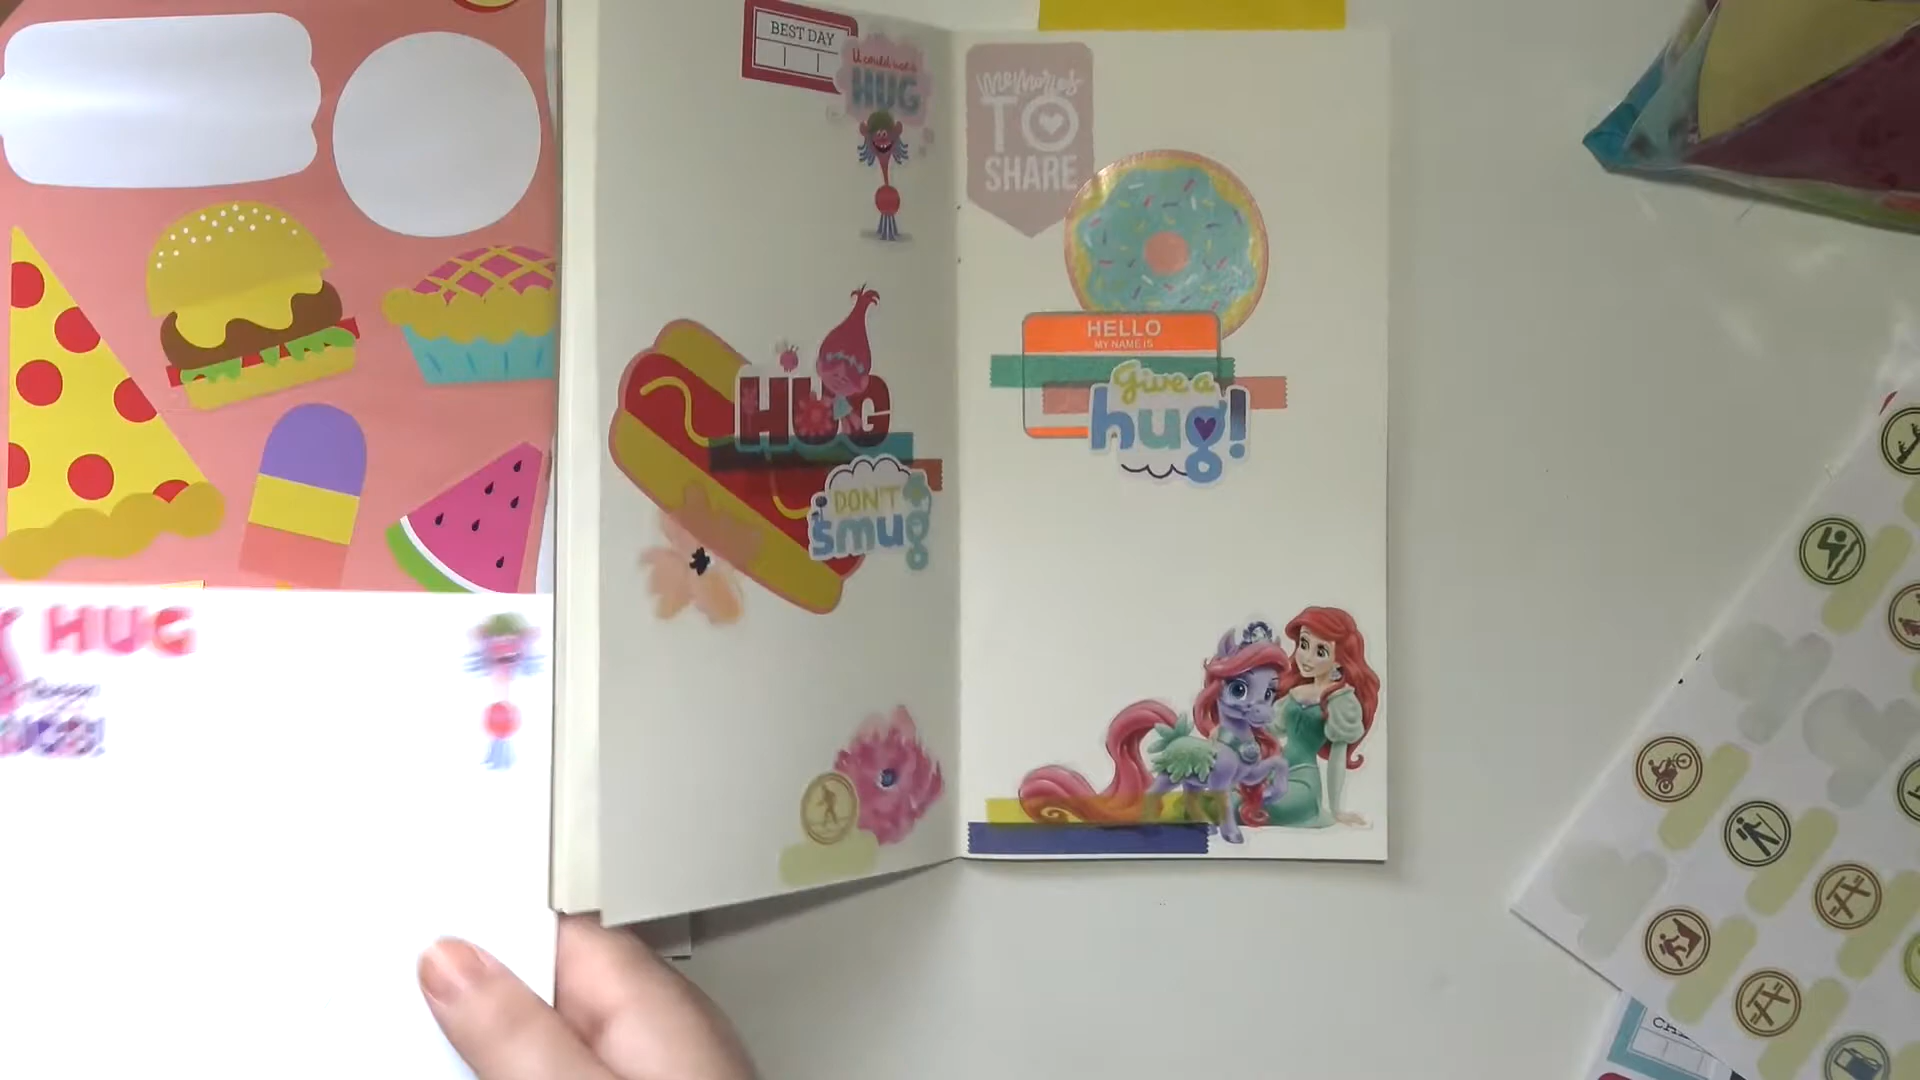 BEST DAY
U could use a
HUG
memories
TO
SHARE
HELLO
MY NAME IS
Give a
hug!
HUG
DON'T
smug
HUG